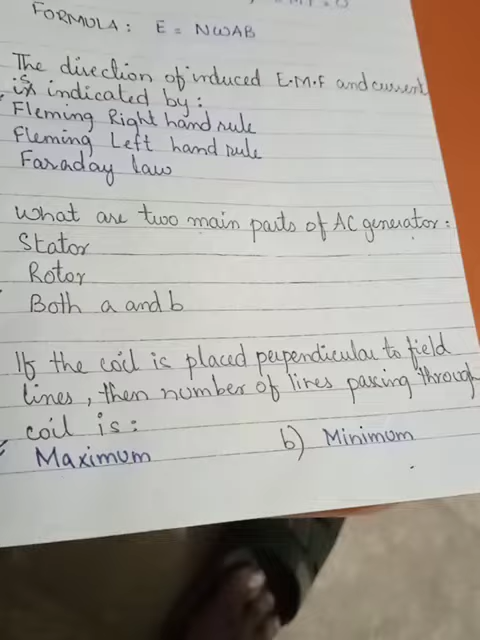 FORMULA: E = NWAB
The direction of induced E.M.F and current
is indicated by:
Fleming Right hand rule
Fleming Left hand rule
Faraday law
What are two main parts of AC generator:
Stator
Rotor
Both a and b
If the coil is placed perpendicular to field
lines, then number of lines passing through
coil is:
Maximum b) Minimum